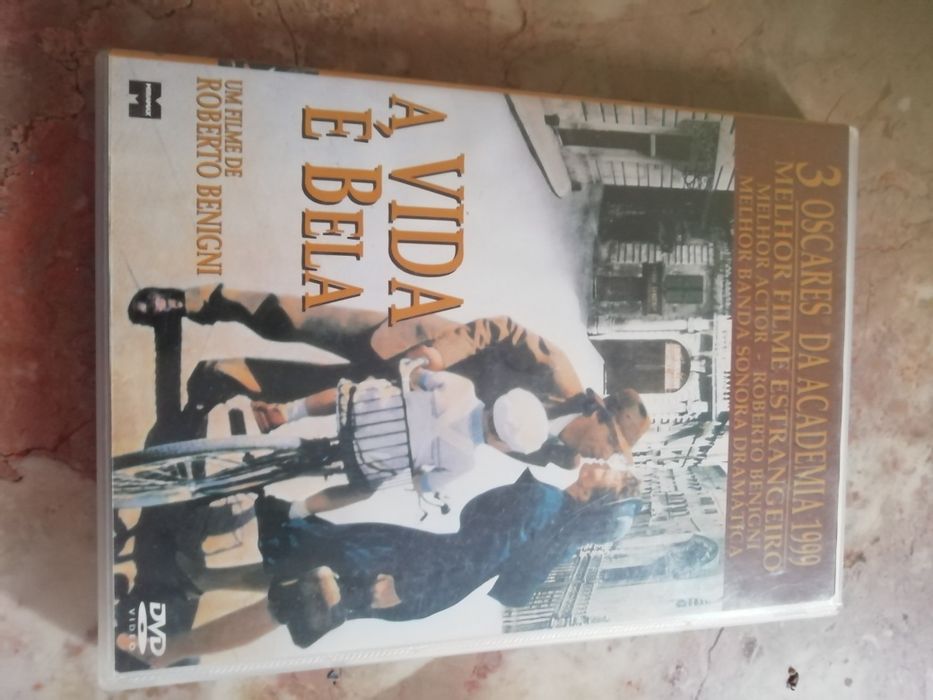 3 OSCARES DA ACADEMIA 1999
MELHOR FILME ESTRANGEIRO
MELHOR ACTOR - ROBERTO BENIGNI
MELHOR BANDA SONORA DRAMÁTICA
A VIDA
É BELA
UM FILME DE
ROBERTO BENIGNI
MIRAMAX
DVD
VIDEO